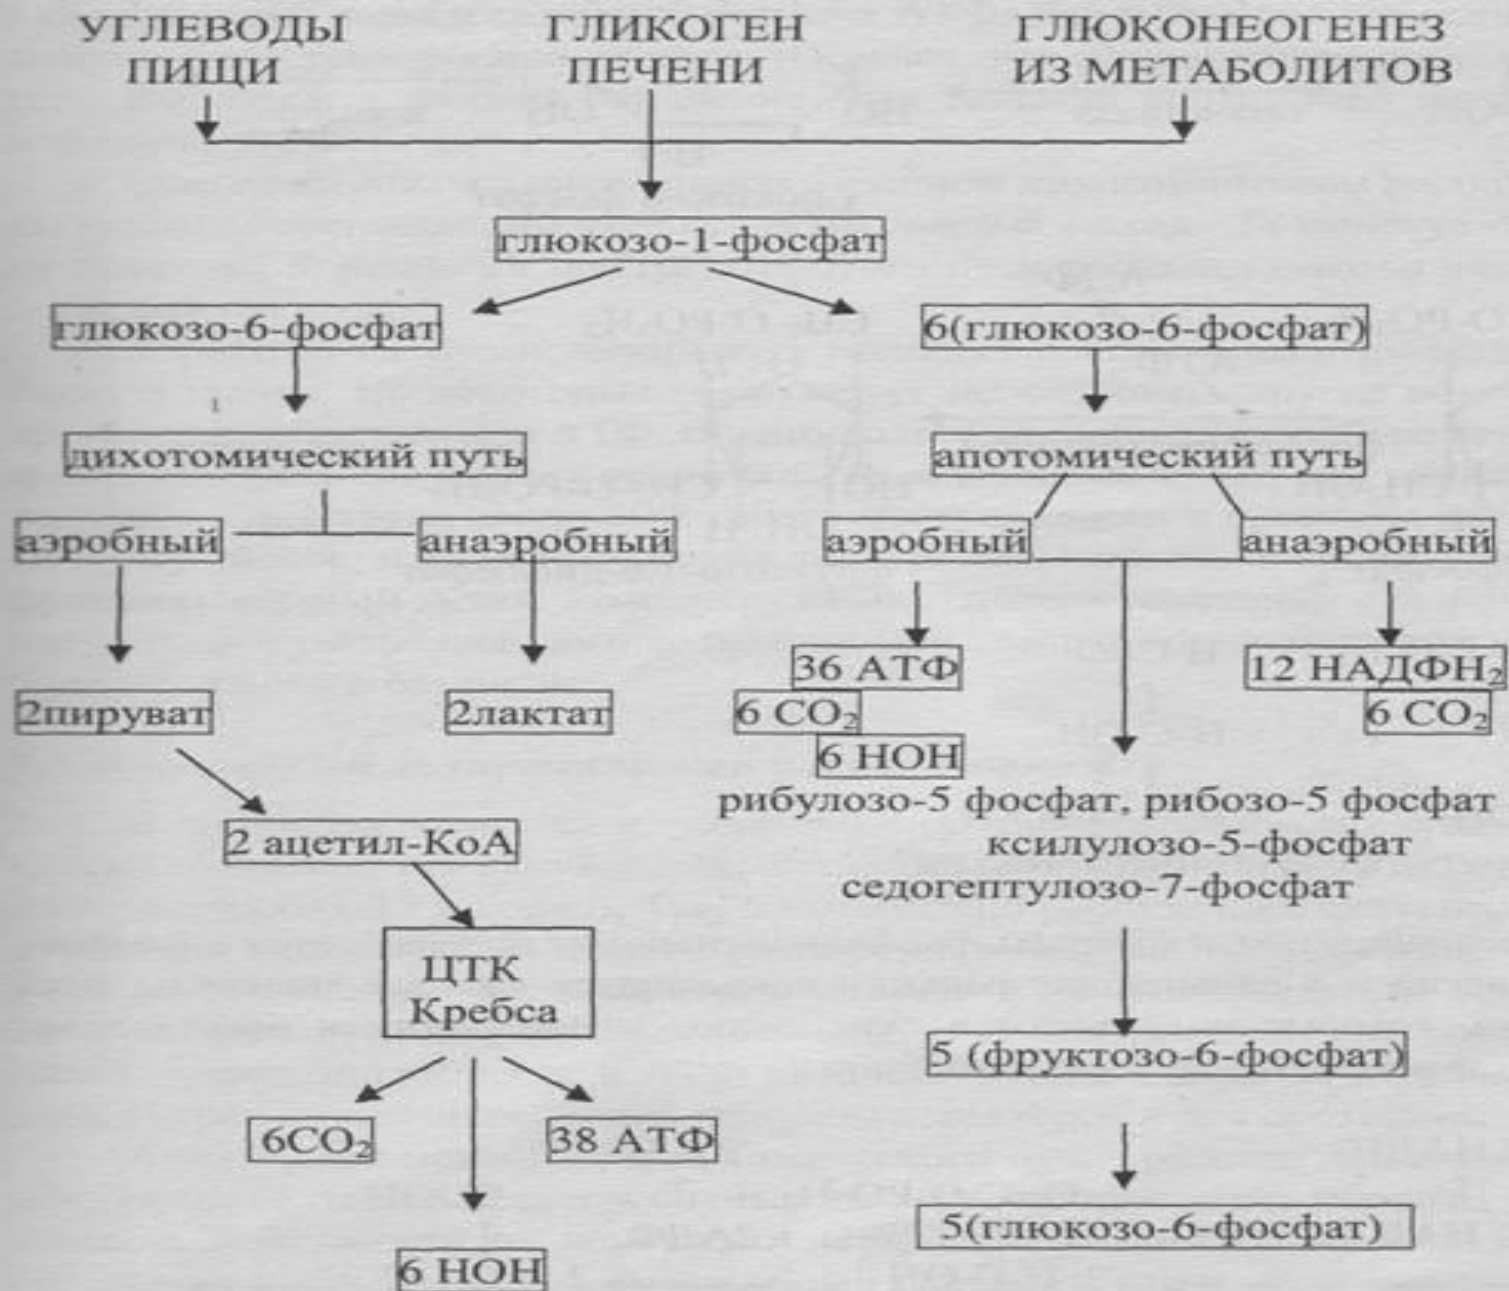 УГЛЕВОДЫ ПИЩИ
ГЛИКОГЕН ПЕЧЕНИ
ГЛЮКОНЕОГЕНЕЗ ИЗ МЕТАБОЛИТОВ
глюкозо-1-фосфат
глюкозо-6-фосфат
6(глюкозо-6-фосфат)
дихотомический путь
апотомический путь
аэробный
анаэробный
аэробный
анаэробный
36 АТФ
12 НАДФН₂
2пируват
2лактат
6 СО₂
6 СО₂
6 НОН
рибулозо-5 фосфат, рибозо-5 фосфат
ксилулозо-5-фосфат
седогептулозо-7-фосфат
2 ацетил-КоА
ЦТК
Кребса
5 (фруктозо-6-фосфат)
6СО₂
38 АТФ
5(глюкозо-6-фосфат)
6 НОН